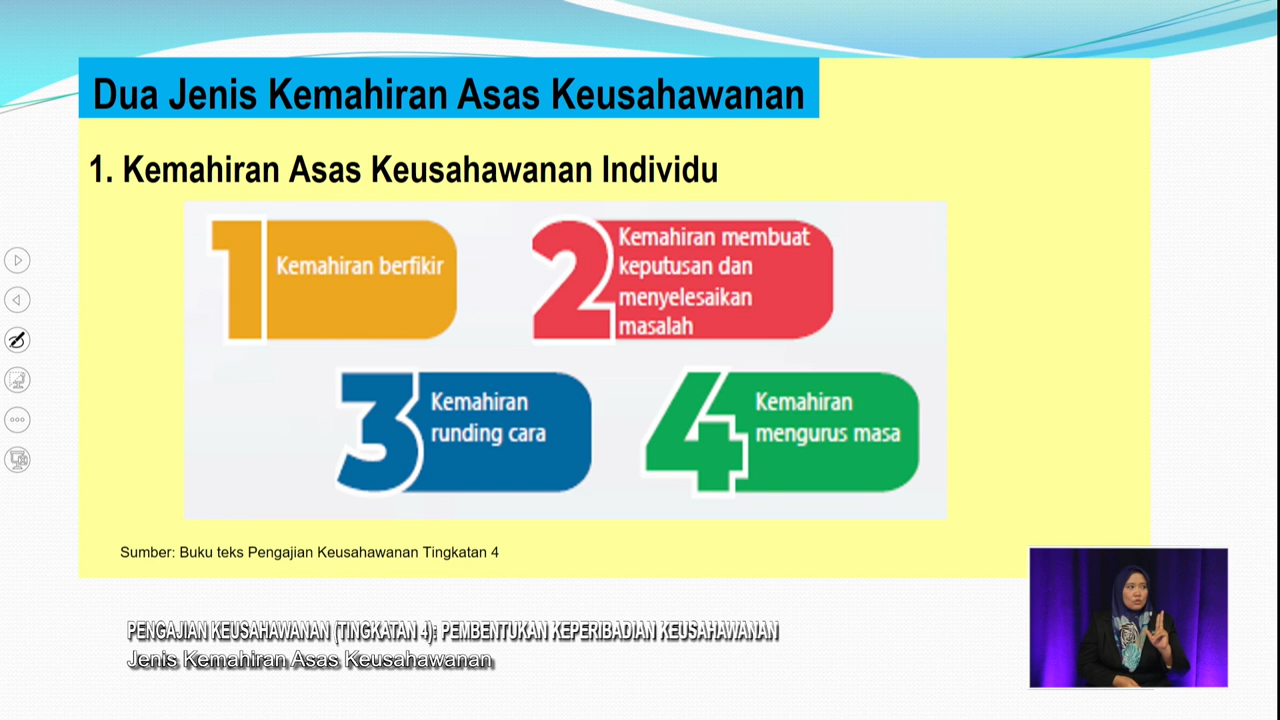 Dua Jenis Kemahiran Asas Keusahawanan
1. Kemahiran Asas Keusahawanan Individu
1
Kemahiran berfikir
2
Kemahiran membuat
keputusan dan
menyelesaikan
masalah
3
Kemahiran
runding cara
4
Kemahiran
mengurus masa
Sumber: Buku teks Pengajian Keusahawanan Tingkatan 4
PENGAJIAN KEUSAHAWANAN (TINGKATAN 4): PEMBENTUKAN KEPERIBADIAN KEUSAHAWANAN
Jenis Kemahiran Asas Keusahawanan